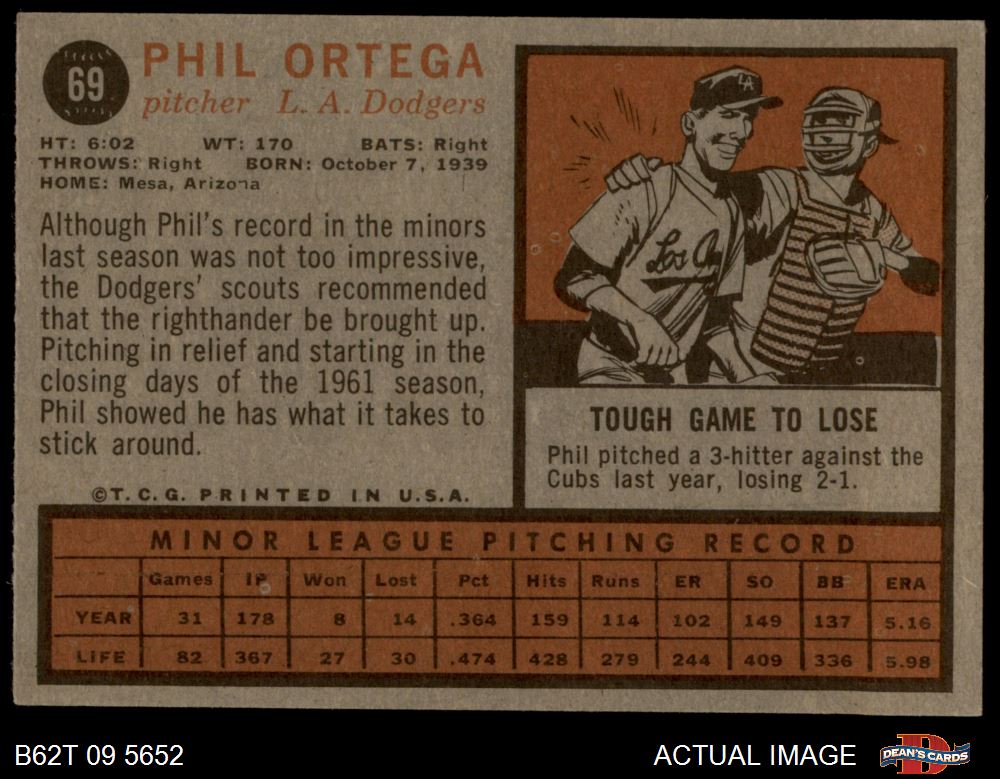 69
PHIL ORTEGA
pitcher L. A. Dodgers
HT: 6:02 WT: 170 BATS: Right
THROWS: Right BORN: October 7, 1939
HOME: Mesa, Arizona
Although Phil's record in the minors
last season was not too impressive,
the Dodgers' scouts recommended
that the righthander be brought up.
Pitching in relief and starting in the
closing days of the 1961 season,
Phil showed he has what it takes to
stick around.
©T.C.G. PRINTED IN U.S.A.
LA
Los An
TOUGH GAME TO LOSE
Phil pitched a 3-hitter against the
Cubs last year, losing 2-1.
MINOR LEAGUE PITCHING RECORD
Games IP Won Lost Pct Hits Runs ER SO BB ERA
YEAR 31 178 8 14 .364 159 114 102 149 137 5.16
LIFE 82 367 27 30 .474 428 279 244 409 336 5.98
B62T 09 5652
ACTUAL IMAGE
DEAN'S CARDS